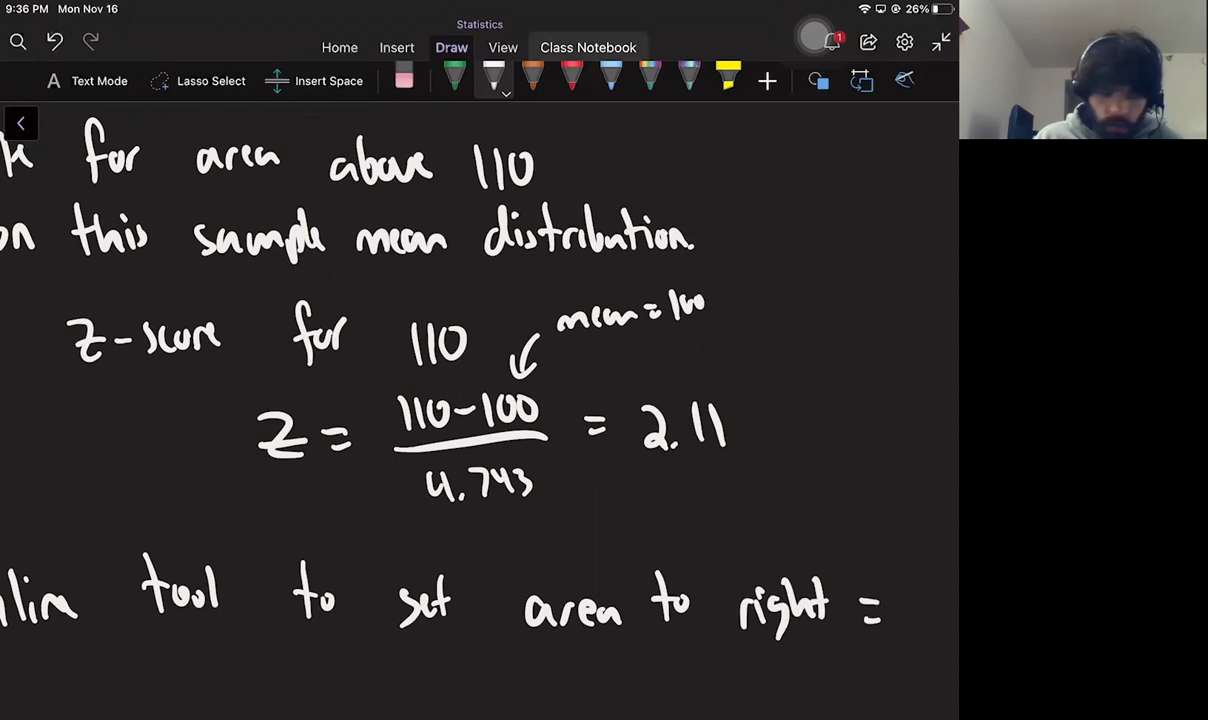 9:36 PM Mon Nov 16
26%
Statistics
Home Insert Draw View Class Notebook
1
A Text Mode Lasso Select Insert Space
for area above 110
on this sample mean distribution.
Z-score for 110
mean = 100
Z = 110-100 = 2.11
4.743
tool to set area to right =